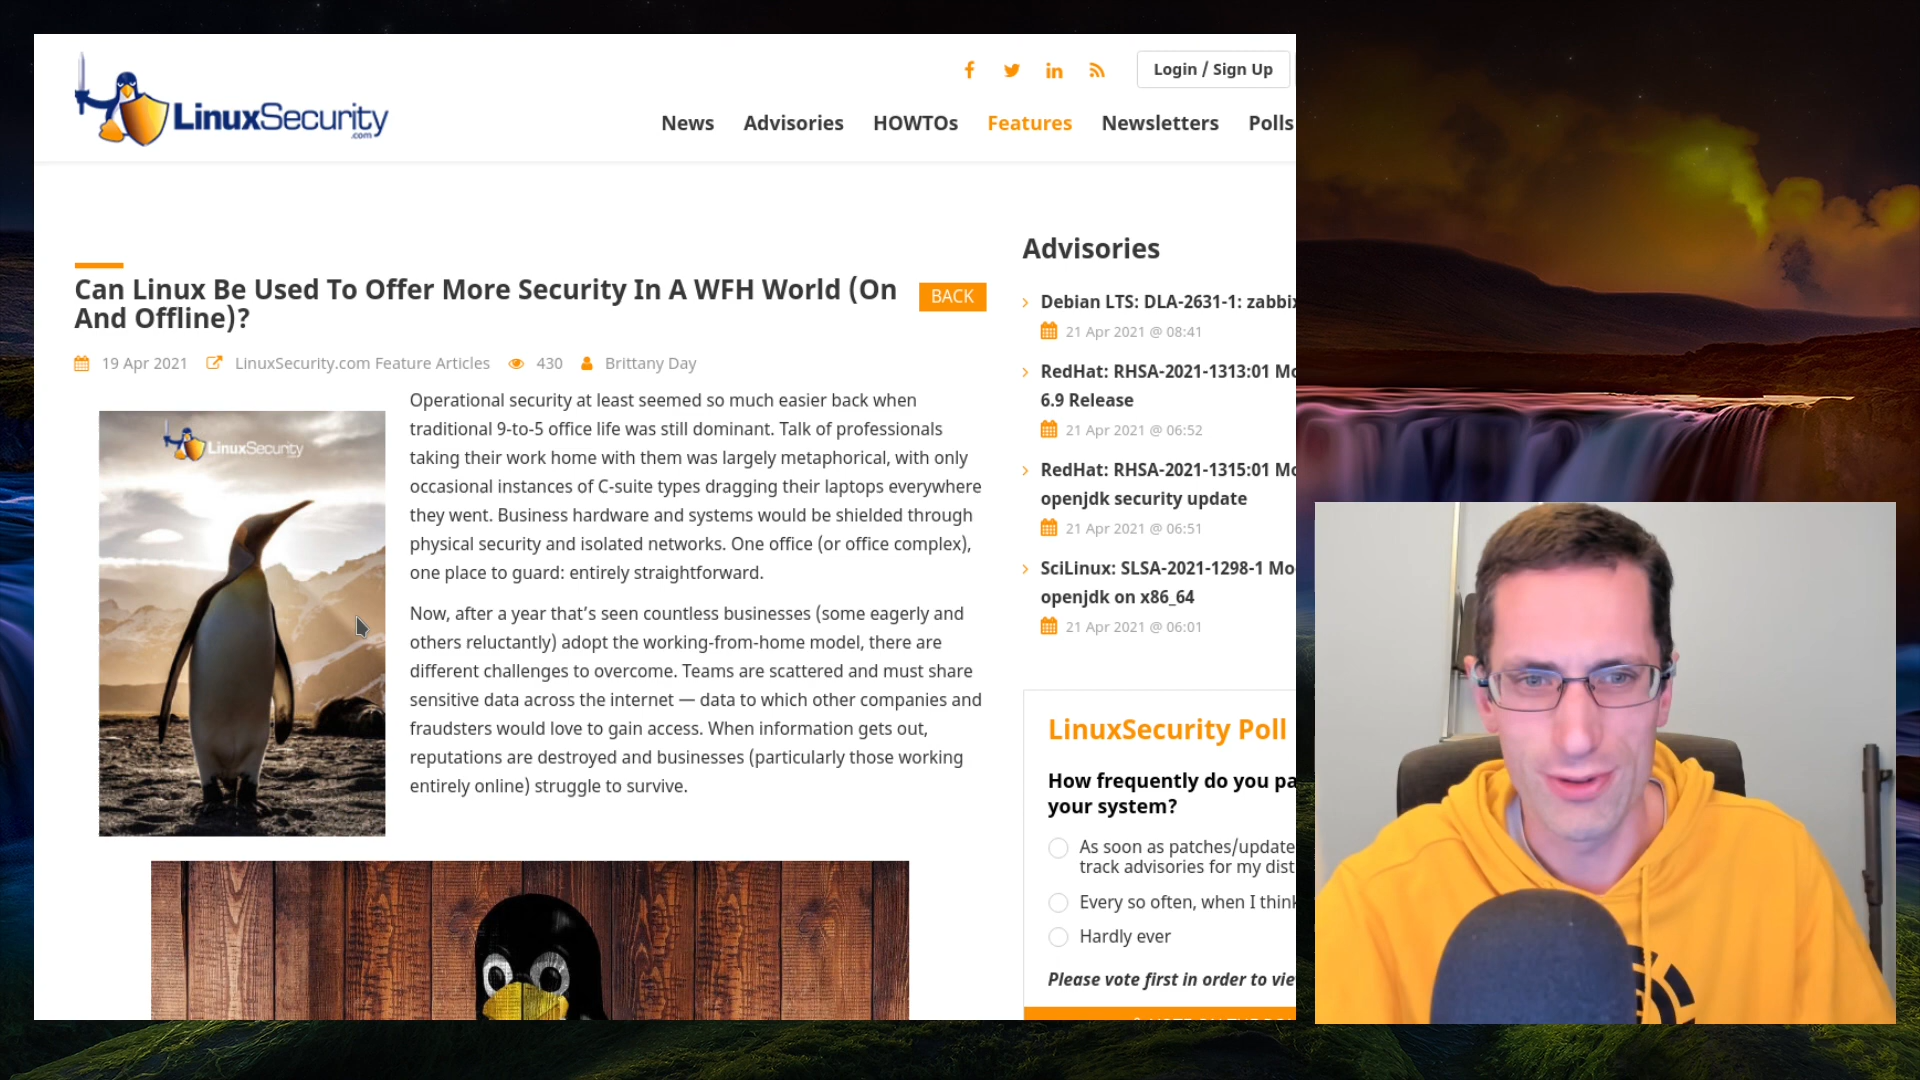 LinuxSecurity
.com
Login / Sign Up
News Advisories HOWTOs Features Newsletters Polls
Can Linux Be Used To Offer More Security In A WFH World (On
And Offline)?
BACK
19 Apr 2021 LinuxSecurity.com Feature Articles 430 Brittany Day
LinuxSecurity
Operational security at least seemed so much easier back when
traditional 9-to-5 office life was still dominant. Talk of professionals
taking their work home with them was largely metaphorical, with only
occasional instances of C-suite types dragging their laptops everywhere
they went. Business hardware and systems would be shielded through
physical security and isolated networks. One office (or office complex),
one place to guard: entirely straightforward.
Now, after a year that’s seen countless businesses (some eagerly and
others reluctantly) adopt the working-from-home model, there are
different challenges to overcome. Teams are scattered and must share
sensitive data across the internet — data to which other companies and
fraudsters would love to gain access. When information gets out,
reputations are destroyed and businesses (particularly those working
entirely online) struggle to survive.
Advisories
Debian LTS: DLA-2631-1: zabbix
21 Apr 2021 @ 08:41
RedHat: RHSA-2021-1313:01 Mo
6.9 Release
21 Apr 2021 @ 06:52
RedHat: RHSA-2021-1315:01 Mo
openjdk security update
21 Apr 2021 @ 06:51
SciLinux: SLSA-2021-1298-1 Mo
openjdk on x86_64
21 Apr 2021 @ 06:01
LinuxSecurity Poll
How frequently do you pa
your system?
As soon as patches/update
track advisories for my dist
Every so often, when I think
Hardly ever
Please vote first in order to vie